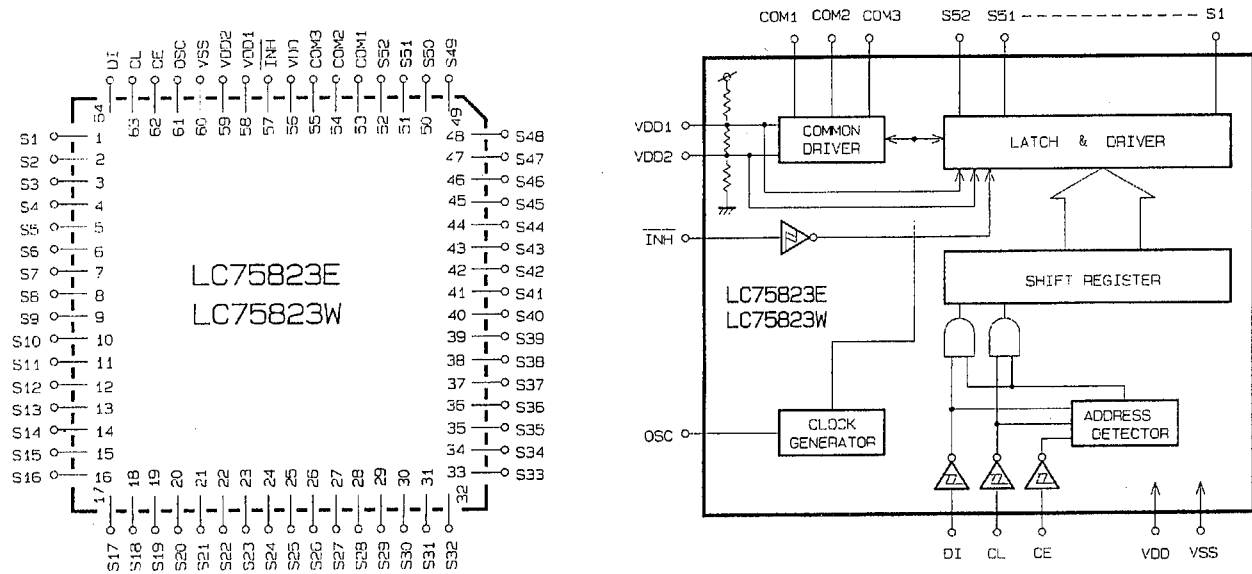 DI CL CE OSC VSS VDD2 VDD1 INH VDD COM3 COM2 COM1 S52 S51 S50 S49
64 63 62 61 60 59 58 57 56 55 54 53 52 51 50 49
S1 1
S2 2
S3 3
S4 4
S5 5
S6 6
S7 7
S8 8
S9 9
S10 10
S11 11
S12 12
S13 13
S14 14
S15 15
S16 16
LC75823E
LC75823W
48 S48
47 S47
46 S46
45 S45
44 S44
43 S43
42 S42
41 S41
40 S40
39 S39
38 S38
37 S37
36 S36
35 S35
34 S34
33 S33
17 18 19 20 21 22 23 24 25 26 27 28 29 30 31 32
S17 S18 S19 S20 S21 S22 S23 S24 S25 S26 S27 S28 S29 S30 S31 S32
COM1 COM2 COM3 S52 S51 S1
VDD1
VDD2
COMMON
DRIVER
LATCH & DRIVER
INH
SHIFT REGISTER
LC75823E
LC75823W
OSC
CLOCK
GENERATOR
ADDRESS
DETECTOR
DI CL CE VDD VSS